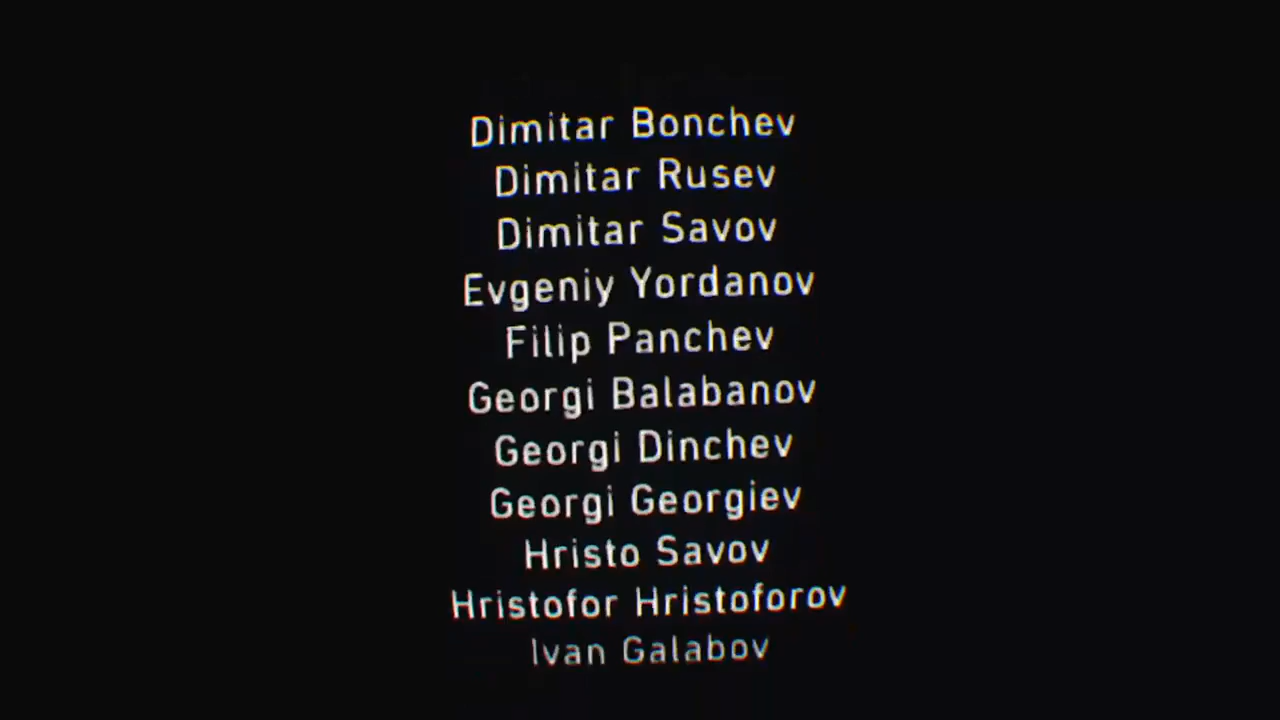 Dimitar Bonchev
Dimitar Rusev
Dimitar Savov
Evgeniy Yordanov
Filip Panchev
Georgi Balabanov
Georgi Dinchev
Georgi Georgiev
Hristo Savov
Hristofor Hristoforov
Ivan Galabov